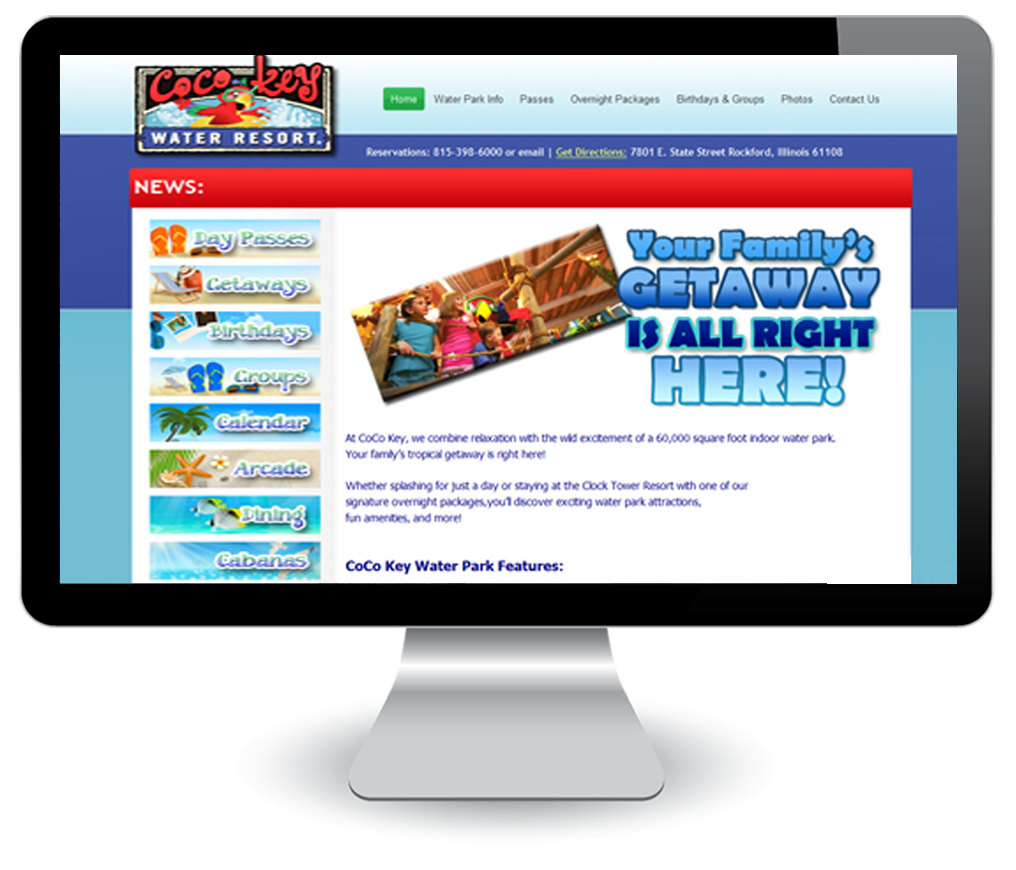 CoCo Key
WATER RESORT.
Home Water Park Info Passes Overnight Packages Birthdays & Groups Photos Contact Us
Reservations: 815-398-6000 or email | Get Directions: 7801 E. State Street Rockford, Illinois 61108
NEWS:
Day Passes
Getaways
Birthdays
Groups
Calendar
Arcade
Dining
Cabanas
Your Family's
GETAWAY
IS ALL RIGHT
HERE!
At CoCo Key, we combine relaxation with the wild excitement of a 60,000 square foot indoor water park.
Your family's tropical getaway is right here!
Whether splashing for just a day or staying at the Clock Tower Resort with one of our
signature overnight packages,you'll discover exciting water park attractions,
fun amenities, and more!
CoCo Key Water Park Features: